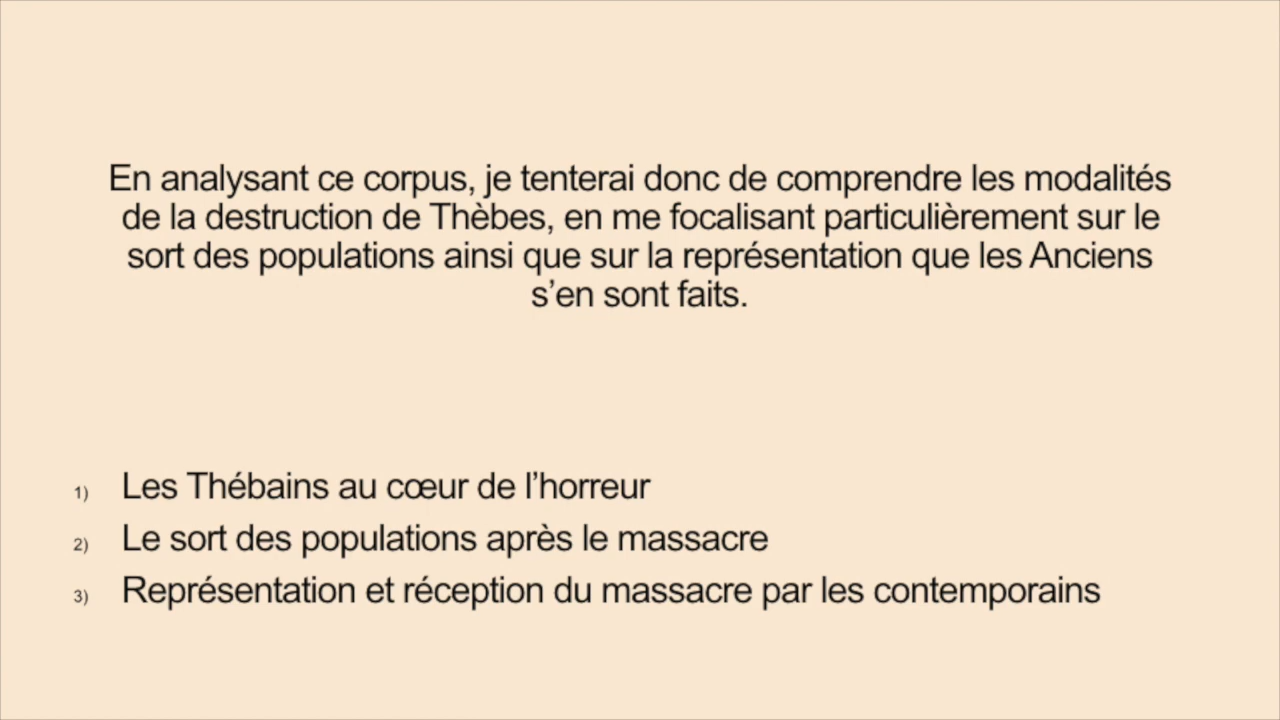 En analysant ce corpus, je tenterai donc de comprendre les modalités
de la destruction de Thèbes, en me focalisant particulièrement sur le
sort des populations ainsi que sur la représentation que les Anciens
s’en sont faits.
1) Les Thébains au cœur de l’horreur
2) Le sort des populations après le massacre
3) Représentation et réception du massacre par les contemporains